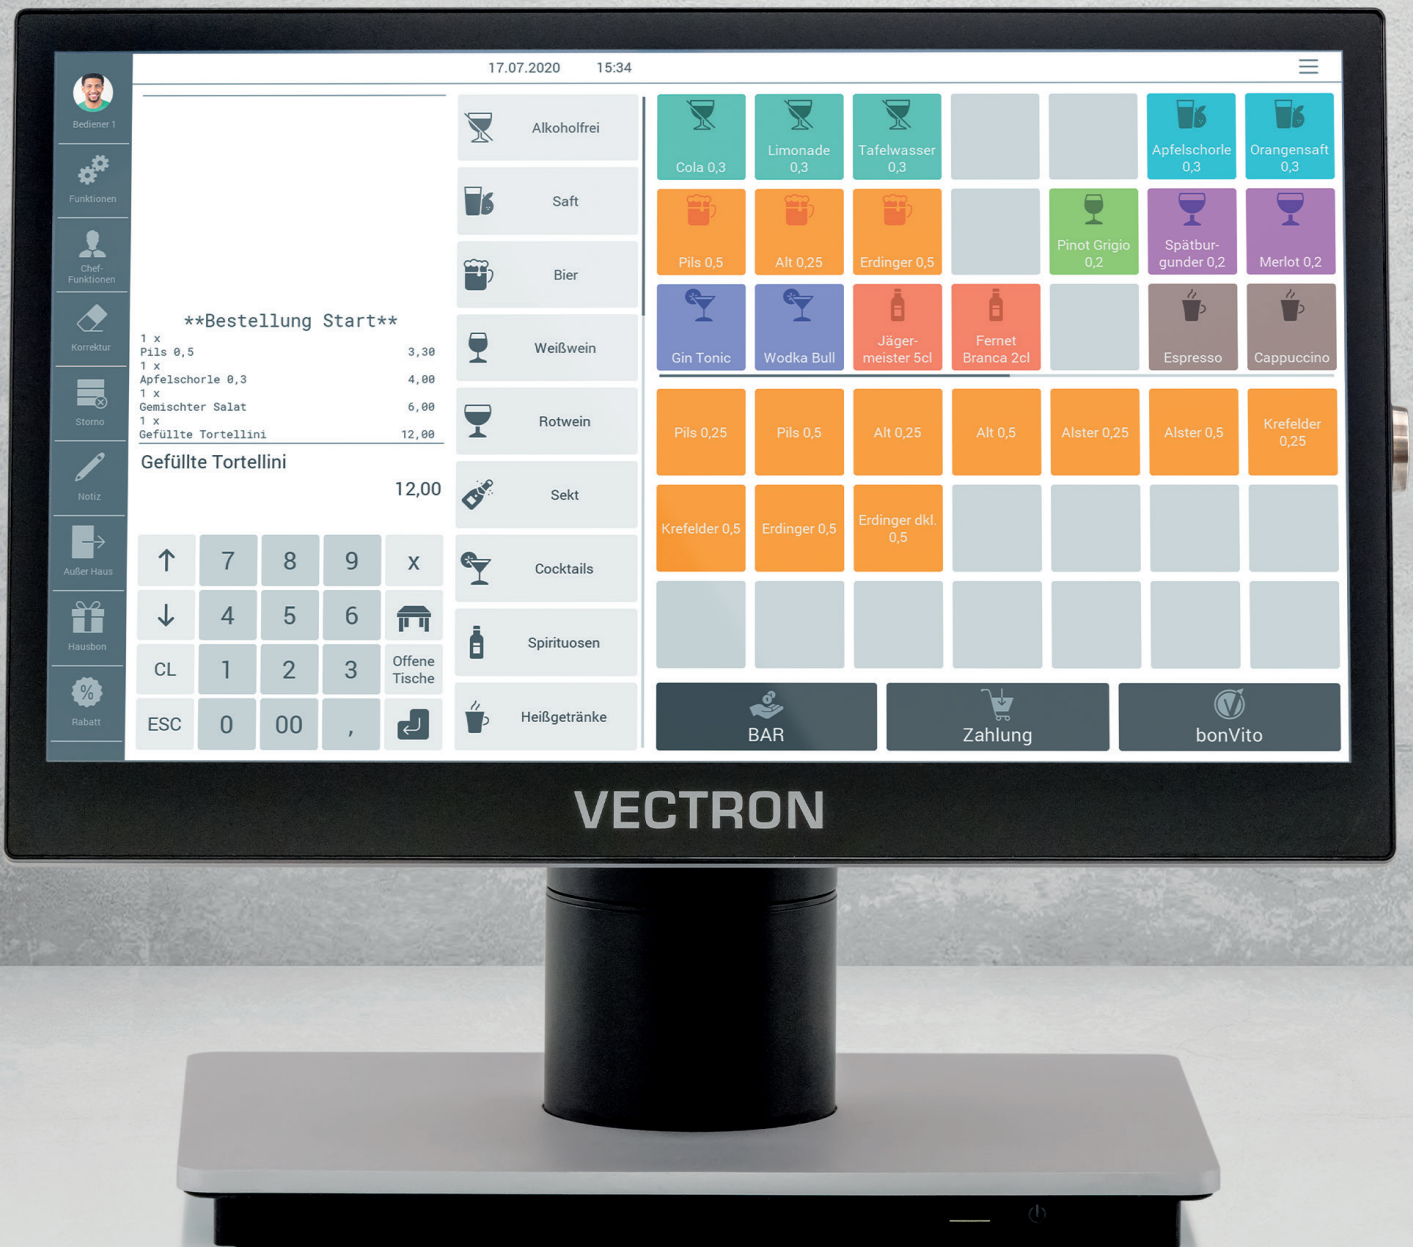 17.07.2020 15:34
Bediener 1
Funktionen
Chef-
Funktionen
Korrektur
Storno
Notiz
Außer Haus
Hausbon
%
Rabatt
**Bestellung Start**
1 x
Pils 0,5 3,30
1 x
Apfelschorle 0,3 4,00
1 x
Gemischter Salat 6,00
1 x
Gefüllte Tortellini 12,00
Gefüllte Tortellini
12,00
7 8 9 x
4 5 6
CL 1 2 3 Offene
Tische
ESC 0 00 ,
Alkoholfrei
Saft
Bier
Weißwein
Rotwein
Sekt
Cocktails
Spirituosen
Heißgetränke
Cola 0,3
Limonade
0,3
Tafelwasser
0,3
Apfelschorle
0,3
Orangensaft
0,3
Pils 0,5
Alt 0,25
Erdinger 0,5
Pinot Grigio
0,2
Spätbur-
gunder 0,2
Merlot 0,2
Gin Tonic
Wodka Bull
Jäger-
meister 5cl
Fernet
Branca 2cl
Espresso
Cappuccino
Pils 0,25
Pils 0,5
Alt 0,25
Alt 0,5
Alster 0,25
Alster 0,5
Krefelder
0,25
Krefelder 0,5
Erdinger 0,5
Erdinger dkl.
0,5
BAR
Zahlung
bonVito
VECTRON